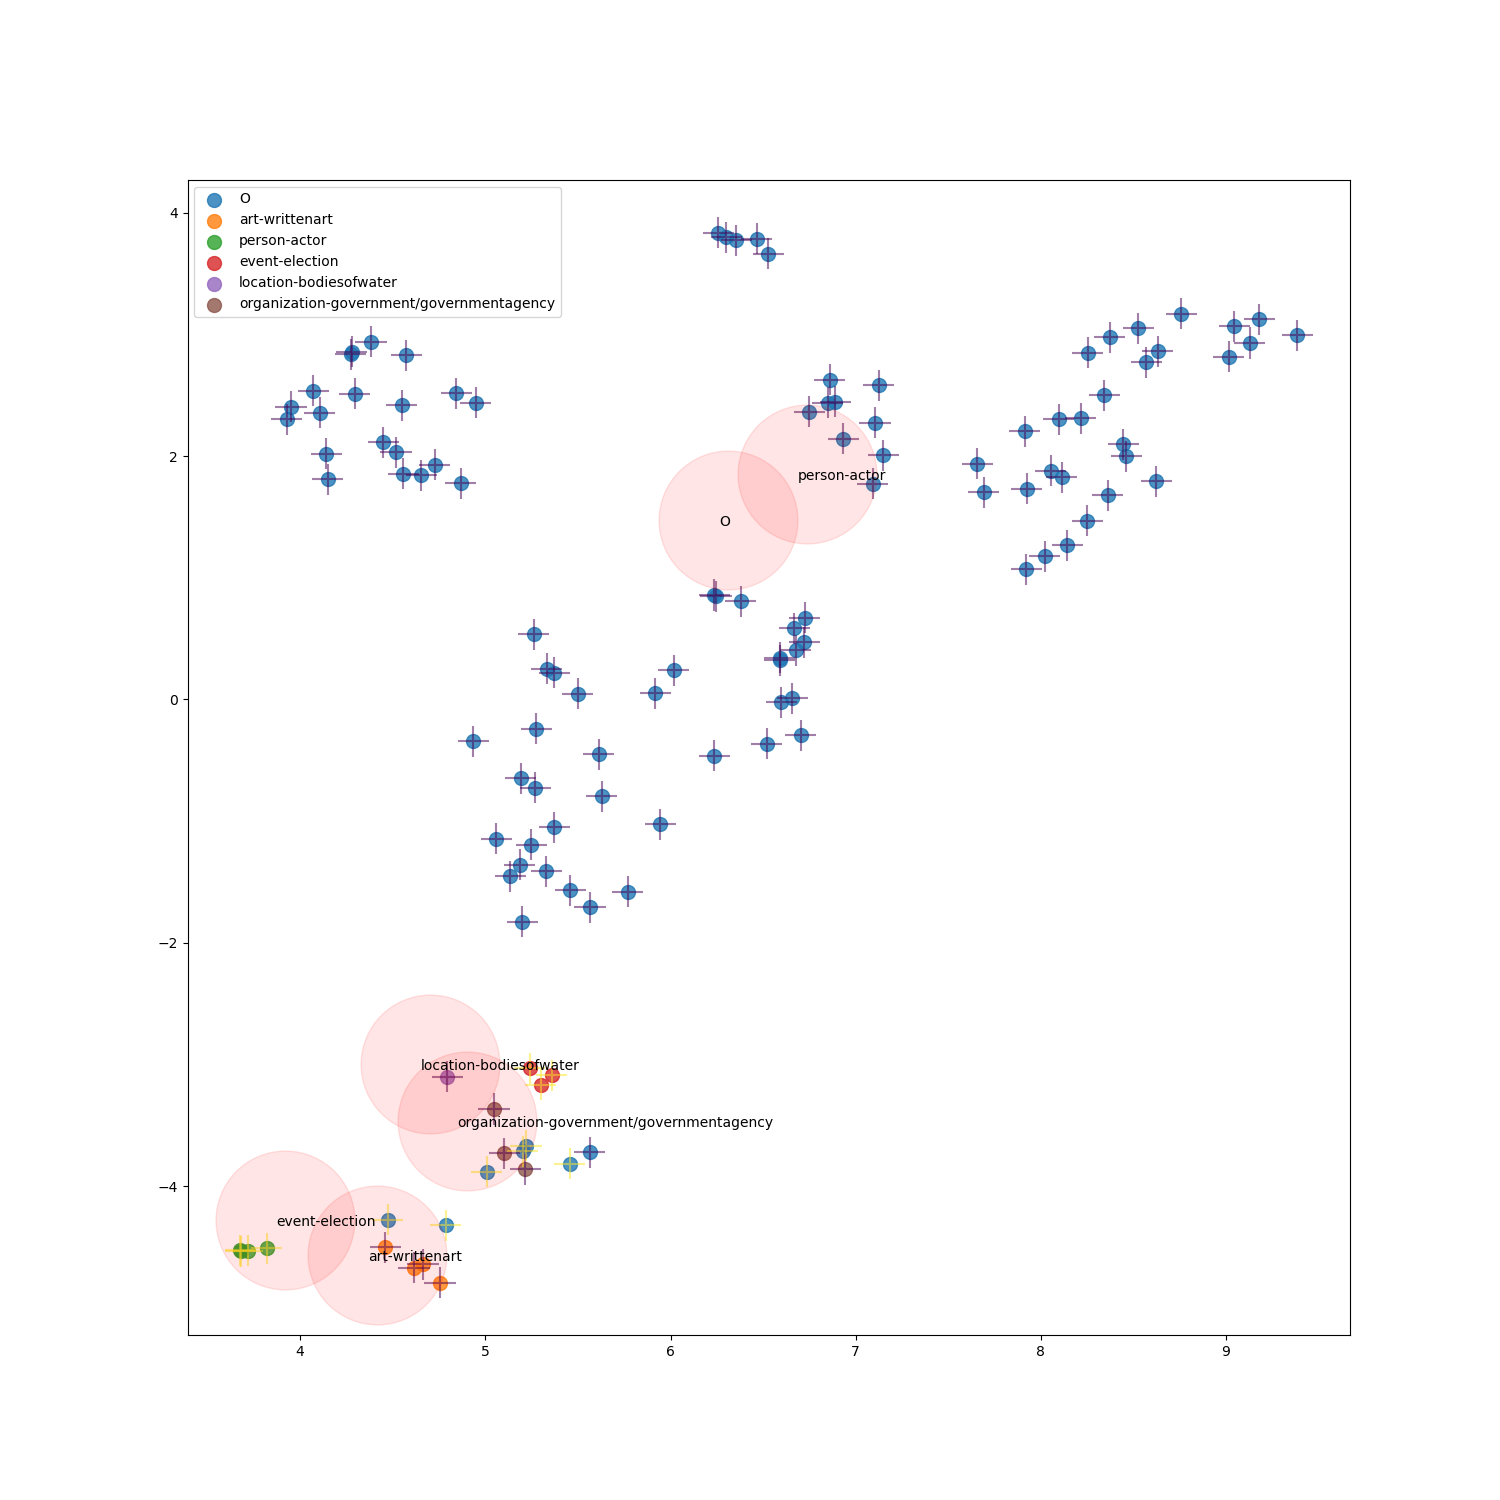 O
art-writtenart
person-actor
event-election
location-bodiesofwater
organization-government/governmentagency
4
2
0
−2
−4
person-actor
O
location-bodiesofwater
organization-government/governmentagency
event-election
art-writtenart
4 5 6 7 8 9